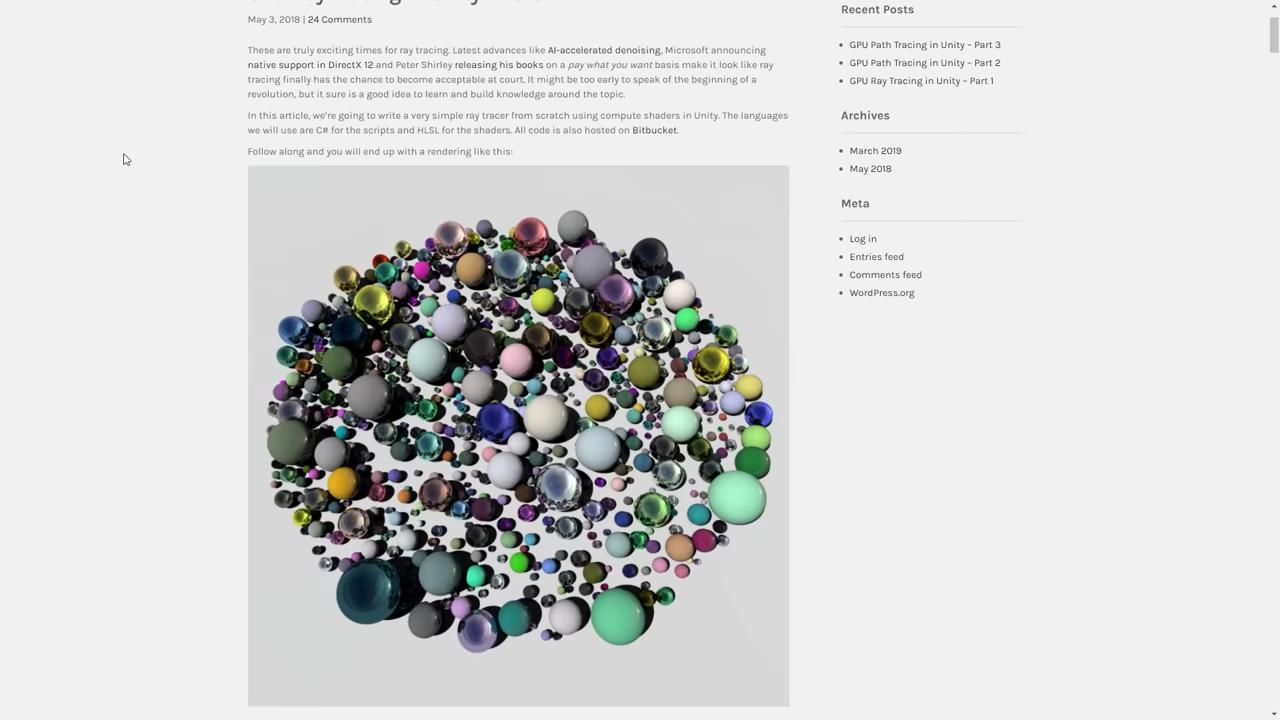 May 3, 2018 | 24 Comments
These are truly exciting times for ray tracing. Latest advances like AI-accelerated denoising, Microsoft announcing
native support in DirectX 12 and Peter Shirley releasing his books on a pay what you want basis make it look like ray
tracing finally has the chance to become acceptable at court. It might be too early to speak of the beginning of a
revolution, but it sure is a good idea to learn and build knowledge around the topic.
In this article, we're going to write a very simple ray tracer from scratch using compute shaders in Unity. The languages
we will use are C# for the scripts and HLSL for the shaders. All code is also hosted on Bitbucket.
Follow along and you will end up with a rendering like this:
Recent Posts
GPU Path Tracing in Unity – Part 3
GPU Path Tracing in Unity – Part 2
GPU Ray Tracing in Unity – Part 1
Archives
March 2019
May 2018
Meta
Log in
Entries feed
Comments feed
WordPress.org